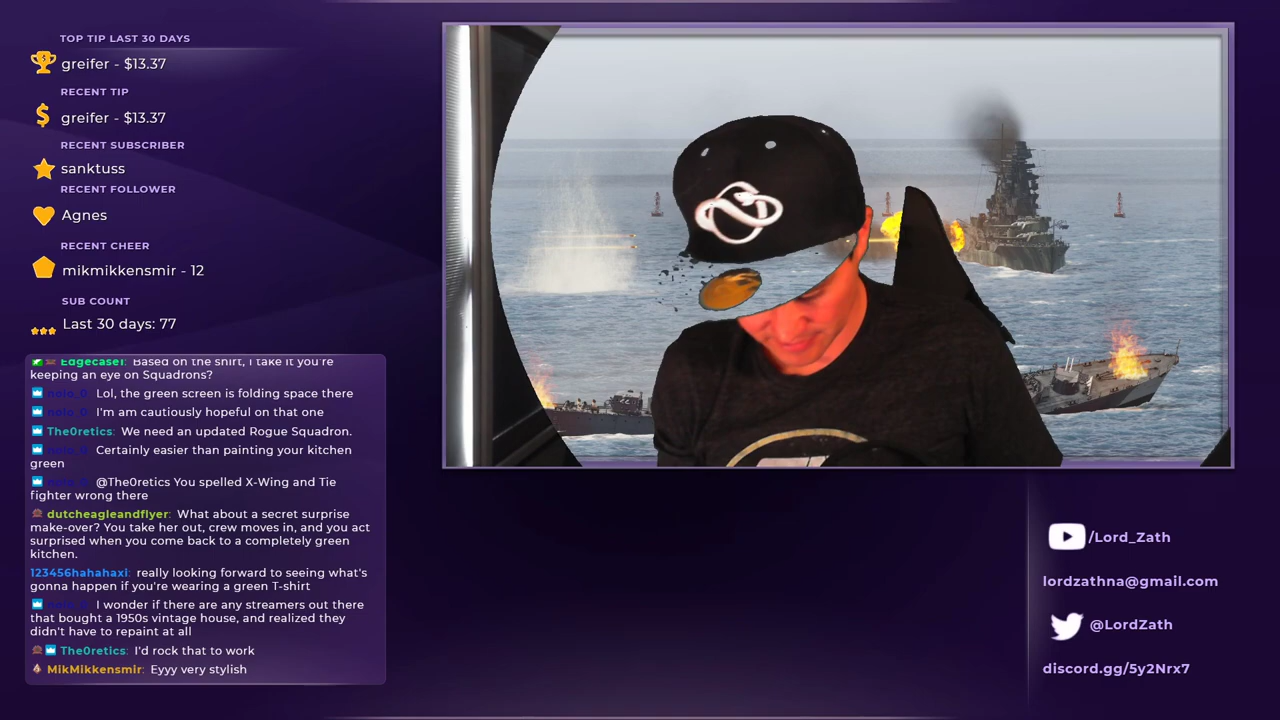 TOP TIP LAST 30 DAYS
greifer - $13.37
RECENT TIP
greifer - $13.37
RECENT SUBSCRIBER
sanktuss
RECENT FOLLOWER
Agnes
RECENT CHEER
mikmikkensmir - 12
SUB COUNT
Last 30 days: 77
Edgecase1: Based on the shirt, I take it you're
keeping an eye on Squadrons?
nolo_0: Lol, the green screen is folding space there
nolo_0: I'm am cautiously hopeful on that one
The0retics: We need an updated Rogue Squadron.
nolo_0: Certainly easier than painting your kitchen
green
nolo_0: @The0retics You spelled X-Wing and Tie
fighter wrong there
dutcheagleandflyer: What about a secret surprise
make-over? You take her out, crew moves in, and you act
surprised when you come back to a completely green
kitchen.
123456hahahaxi: really looking forward to seeing what's
gonna happen if you're wearing a green T-shirt
nolo_0: I wonder if there are any streamers out there
that bought a 1950s vintage house, and realized they
didn't have to repaint at all
The0retics: I'd rock that to work
MikMikkensmir: Eyyy very stylish
/Lord_Zath
lordzathna@gmail.com
@LordZath
discord.gg/5y2Nrx7